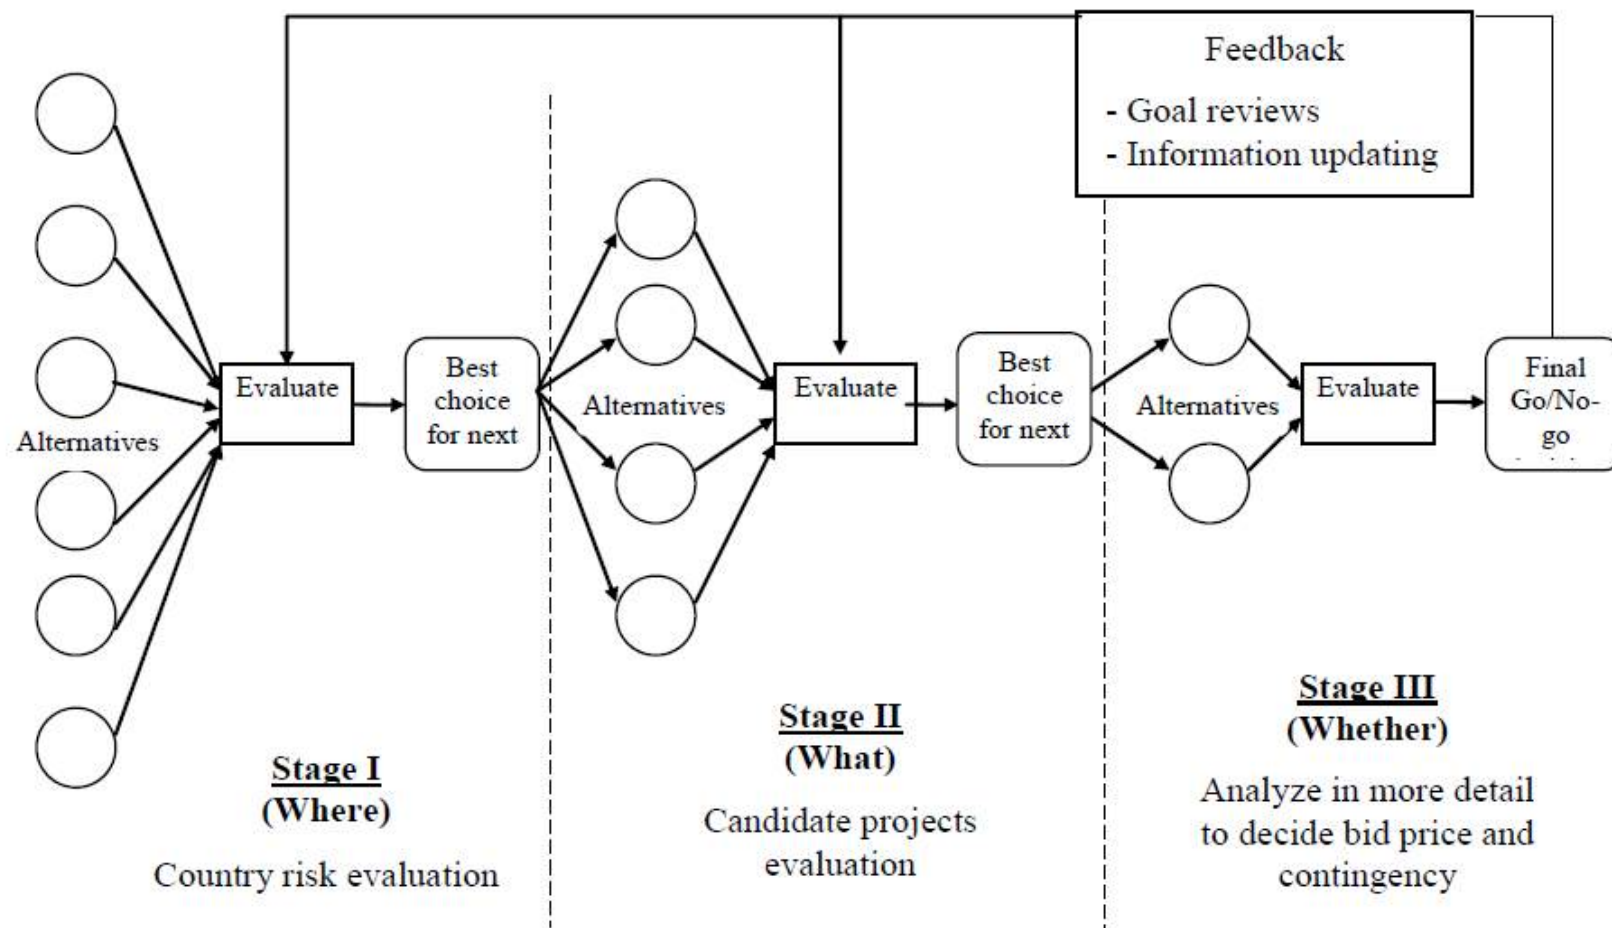 Feedback
- Goal reviews
- Information updating
Alternatives
Evaluate
Best
choice
for next
Alternatives
Evaluate
Best
choice
for next
Alternatives
Evaluate
Final
Go/No-
go
Stage I
(Where)
Country risk evaluation
Stage II
(What)
Candidate projects
evaluation
Stage III
(Whether)
Analyze in more detail
to decide bid price and
contingency